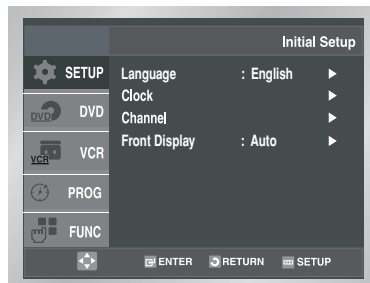 Initial Setup
SETUP
Language : English ►
Clock ►
DVD DVD
Channel ►
VCR VCR
Front Display : Auto ►
PROG
FUNC
ENTER RETURN SETUP